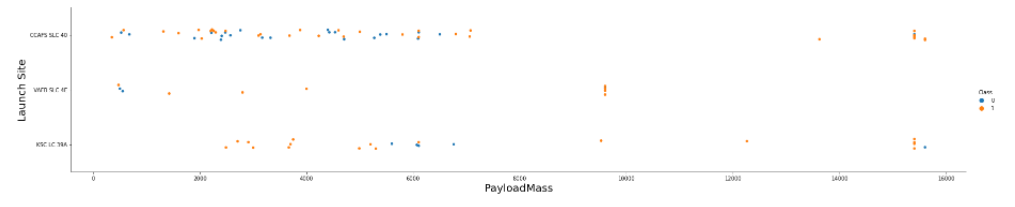 CCAFS SLC 40
VAFB SLC 4E
KSC LC 39A
Launch Site
0
2000
4000
6000
8000
10000
12000
14000
16000
PayloadMass
Class
0
1